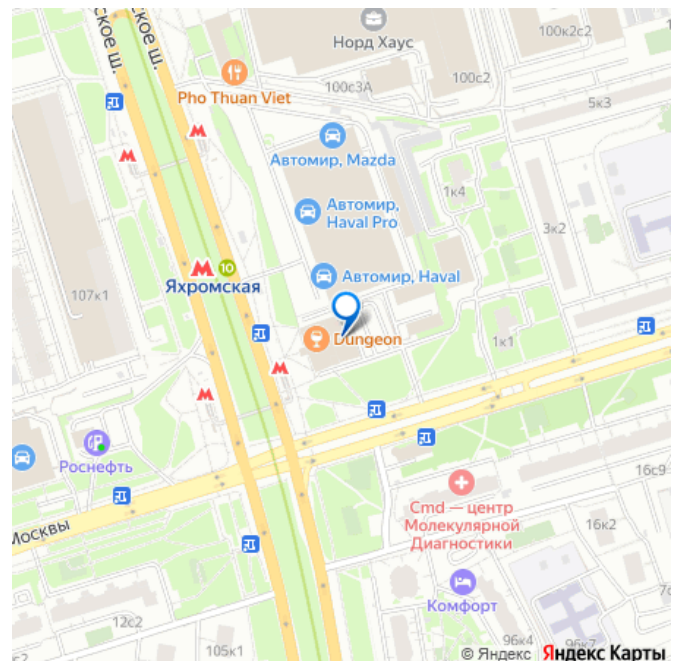 ское ш.
ское ш.
Норд Хаус
100к2с2
100с3А
100с2
Pho Thuan Viet
5к3
Автомир, Mazda
1к4
Автомир,
Haval Pro
3к2
10
Автомир, Haval
Яхромская
107к1
Dungeon
1к1
Роснефть
16с9
Cmd — центр
Молекулярной
Диагностики
Москвы
16к2
Комфорт
12с2
96к4
96к7
105к1
© Яндекс Яндекс Карты